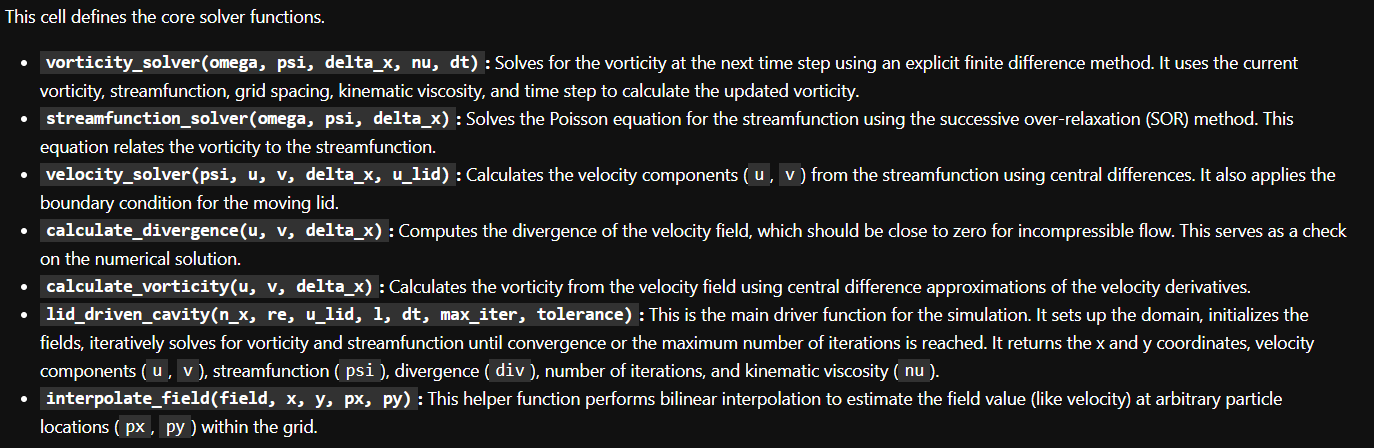 This cell defines the core solver functions.
• vorticity_solver(omega, psi, delta_x, nu, dt) : Solves for the vorticity at the next time step using an explicit finite difference method. It uses the current
vorticity, streamfunction, grid spacing, kinematic viscosity, and time step to calculate the updated vorticity.
• streamfunction_solver(omega, psi, delta_x) : Solves the Poisson equation for the streamfunction using the successive over-relaxation (SOR) method. This
equation relates the vorticity to the streamfunction.
• velocity_solver(psi, u, v, delta_x, u_lid) : Calculates the velocity components ( u , v ) from the streamfunction using central differences. It also applies the
boundary condition for the moving lid.
• calculate_divergence(u, v, delta_x) : Computes the divergence of the velocity field, which should be close to zero for incompressible flow. This serves as a check
on the numerical solution.
• calculate_vorticity(u, v, delta_x) : Calculates the vorticity from the velocity field using central difference approximations of the velocity derivatives.
• lid_driven_cavity(n_x, re, u_lid, l, dt, max_iter, tolerance) : This is the main driver function for the simulation. It sets up the domain, initializes the
fields, iteratively solves for vorticity and streamfunction until convergence or the maximum number of iterations is reached. It returns the x and y coordinates, velocity
components ( u , v ), streamfunction ( psi ), divergence ( div ), number of iterations, and kinematic viscosity ( nu ).
• interpolate_field(field, x, y, px, py) : This helper function performs bilinear interpolation to estimate the field value (like velocity) at arbitrary particle
locations ( px , py ) within the grid.